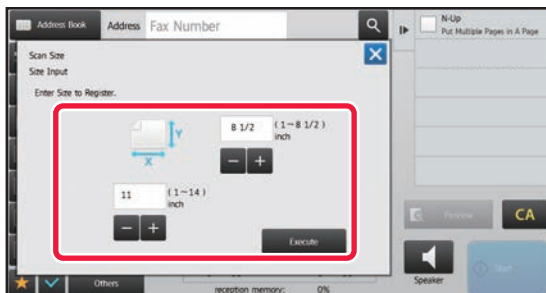 Address Book
Address
Fax Number
N-Up
Put Multiple Pages in A Page
Scan Size
Size Input
Enter Size to Register.
Y
X
8 1/2
(1~8 1/2)
inch
− +
11
(1~14)
inch
− +
Execute
Preview
CA
Speaker
Start
Others
reception memory: 0%